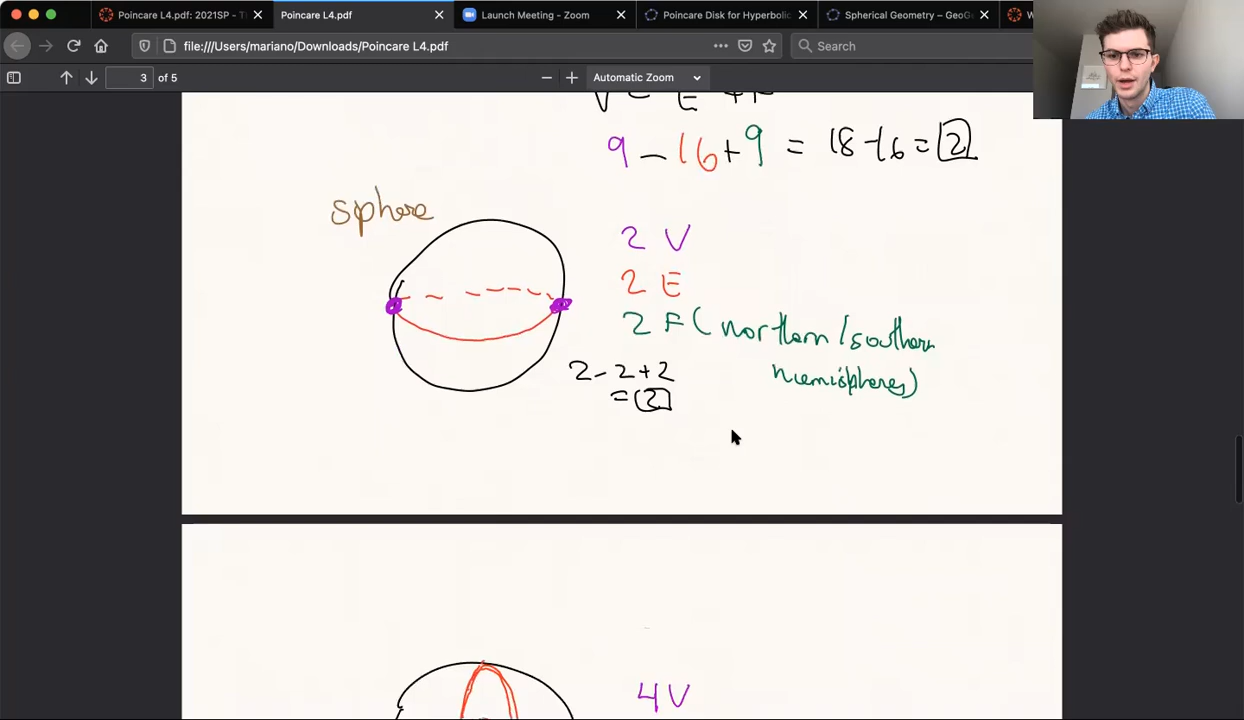 Poincare L4.pdf: 2021SP - T
Poincare L4.pdf
Launch Meeting - Zoom
Poincare Disk for Hyperbolic
Spherical Geometry – GeoG
file:///Users/mariano/Downloads/Poincare L4.pdf
Search
3 of 5
Automatic Zoom
9 - 16 + 9 = 18 - 16 = 2
sphere
2 V
2 E
2 F (northern/southern
hemispheres)
2 - 2 + 2
= 2
4V